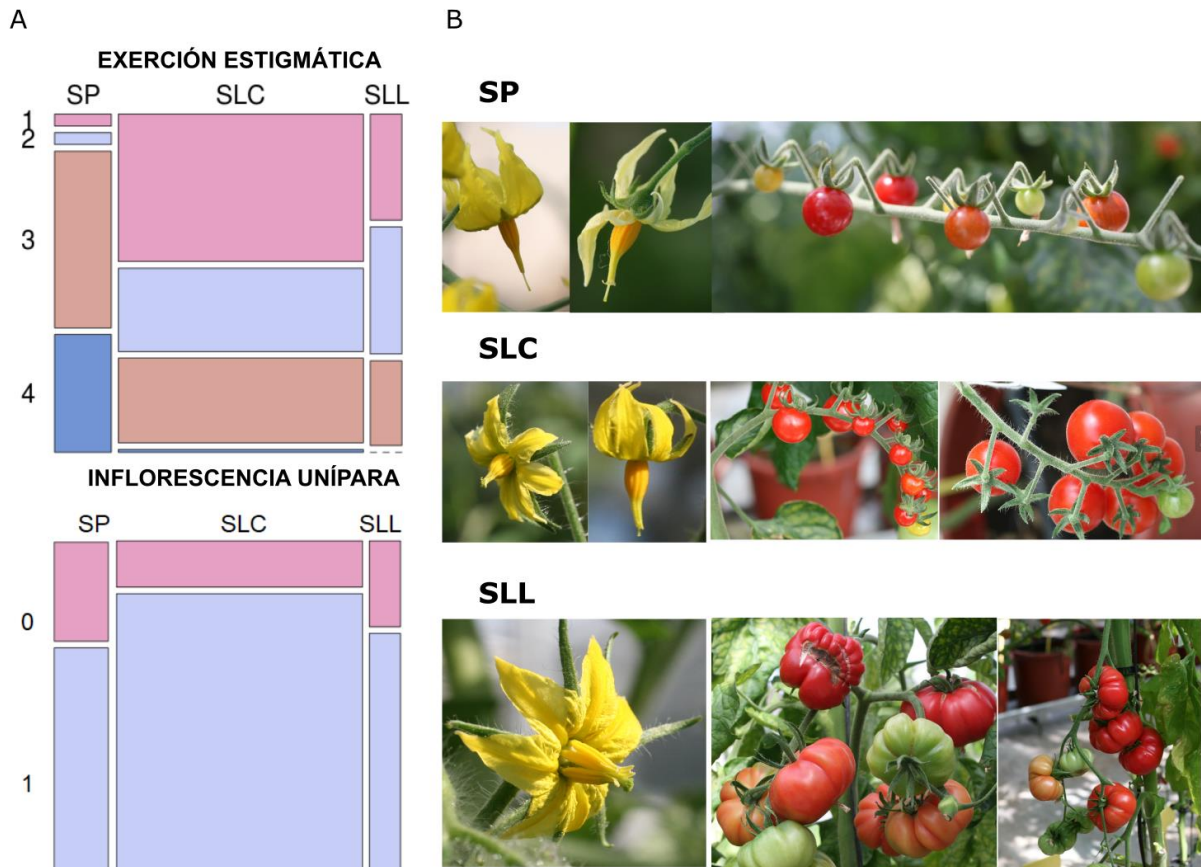 A
EXERCIÓN ESTIGMÁTICA
SP SLC SLL
1
2
3
4
INFLORESCENCIA UNÍPARA
SP SLC SLL
0
1
B
SP
SLC
SLL